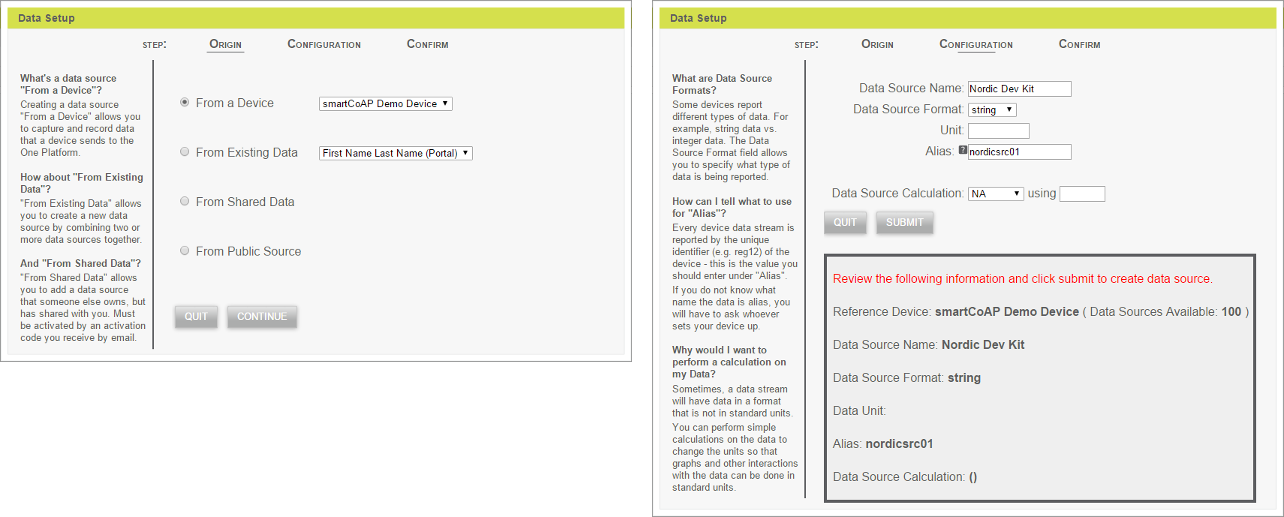 Data Setup
STEP: ORIGIN CONFIGURATION CONFIRM
What's a data source
"From a Device"?
Creating a data source
"From a Device" allows you
to capture and record data
that a device sends to the
One Platform.
How about "From Existing
Data"?
"From Existing Data" allows
you to create a new data
source by combining two or
more data sources together.
And "From Shared Data"?
"From Shared Data" allows
you to add a data source
that someone else owns, but
has shared with you. Must
be activated by an activation
code you receive by email.
From a Device smartCoAP Demo Device
From Existing Data First Name Last Name (Portal)
From Shared Data
From Public Source
QUIT CONTINUE
Data Setup
STEP: ORIGIN CONFIGURATION CONFIRM
What are Data Source
Formats?
Some devices report
different types of data. For
example, string data vs.
integer data. The Data
Source Format field allows
you to specify what type of
data is being reported.
How can I tell what to use
for "Alias"?
Every device data stream is
reported by the unique
identifier (e.g. reg12) of the
device - this is the value you
should enter under "Alias".
If you do not know what
name the data is alias, you
will have to ask whoever
sets your device up.
Why would I want to
perform a calculation on
my Data?
Sometimes, a data stream
will have data in a format
that is not in standard units.
You can perform simple
calculations on the data to
change the units so that
graphs and other interactions
with the data can be done in
standard units.
Data Source Name: Nordic Dev Kit
Data Source Format: string
Unit:
Alias: ? nordicsrc01
Data Source Calculation: NA using
QUIT SUBMIT
Review the following information and click submit to create data source.
Reference Device: smartCoAP Demo Device ( Data Sources Available: 100 )
Data Source Name: Nordic Dev Kit
Data Source Format: string
Data Unit:
Alias: nordicsrc01
Data Source Calculation: ()